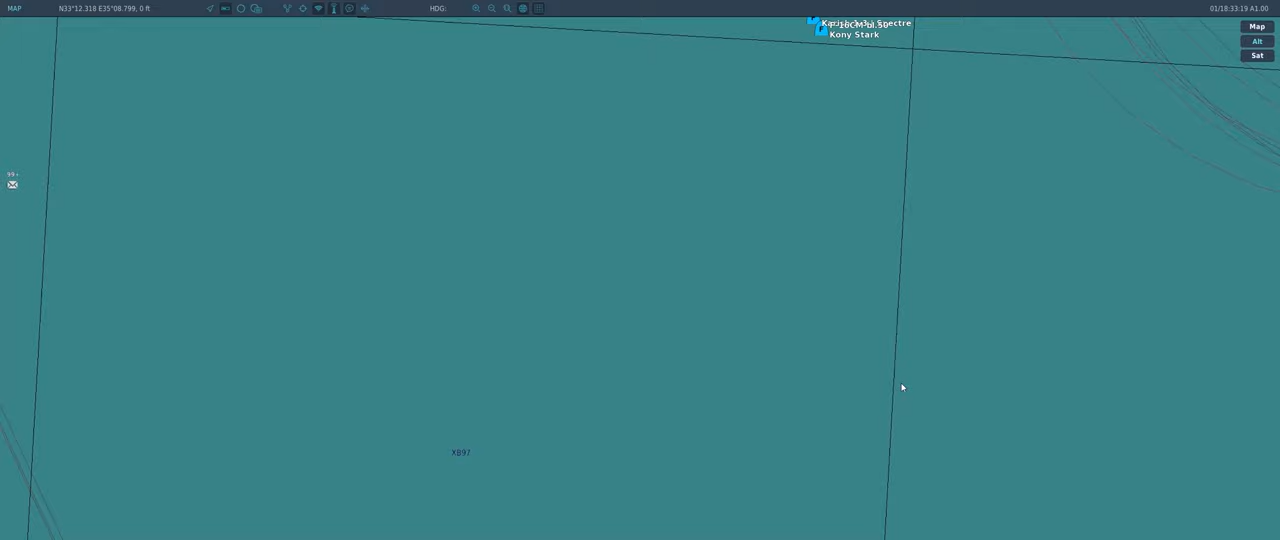 MAP
N33°12.318 E35°08.799, 0 ft
HDG:
01/18:33:19 A1.00
Spectre
Kony Stark
Map
Alt
Sat
99+
XB97